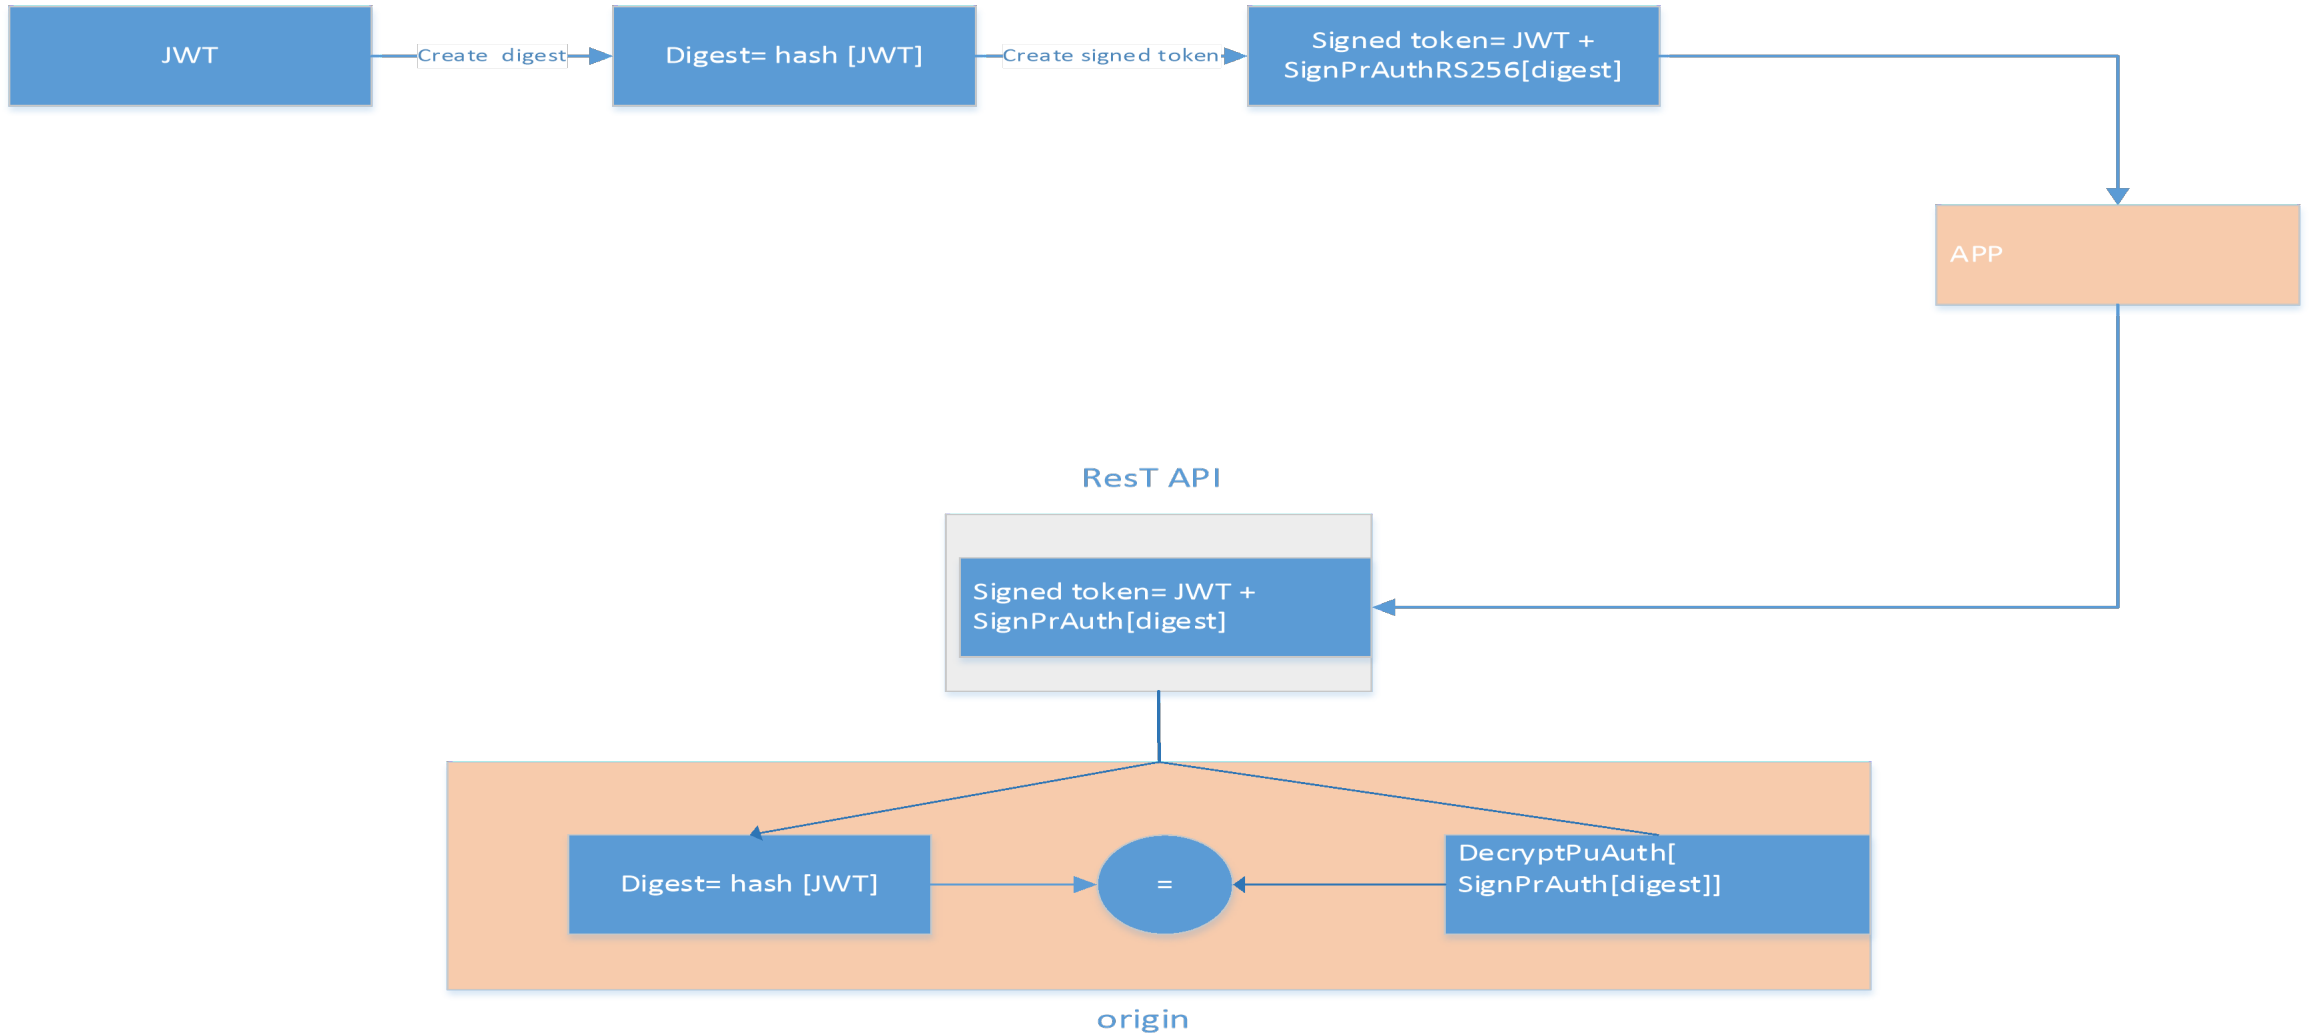 JWT
Create digest
Digest= hash [JWT]
Create signed token
Signed token= JWT +
SignPrAuthRS256[digest]
APP
ResT API
Signed token= JWT +
SignPrAuth[digest]
Digest= hash [JWT]
=
DecryptPuAuth[
SignPrAuth[digest]]
origin